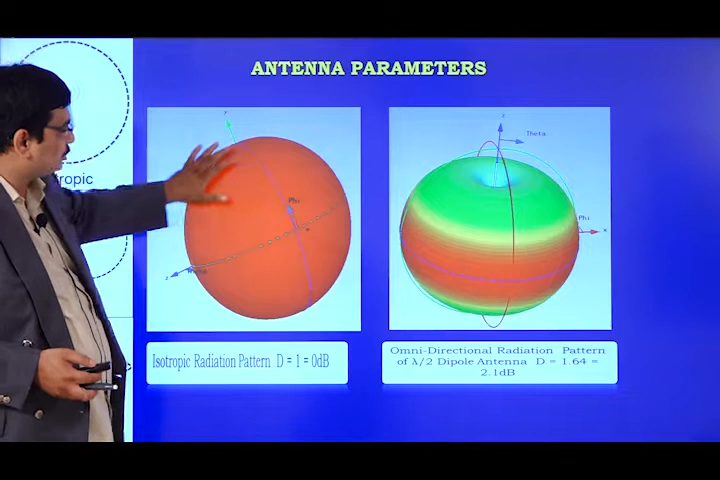 ANTENNA PARAMETERS
y
Phi
x
z
z
Theta
Phi
x
Isotropic Radiation Pattern D = 1 = 0dB
Omni-Directional Radiation Pattern
of λ/2 Dipole Antenna D = 1.64 =
2.1dB